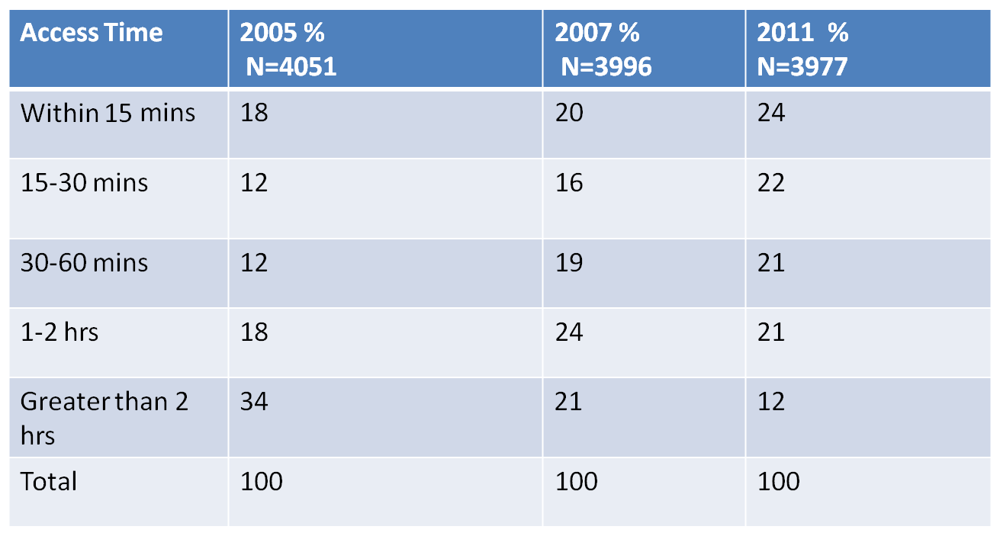 Access Time 2005 % 2007 % 2011 %
N=4051 N=3996 N=3977
Within 15 mins 18 20 24
15-30 mins 12 16 22
30-60 mins 12 19 21
1-2 hrs 18 24 21
Greater than 2 34 21 12
hrs
Total 100 100 100